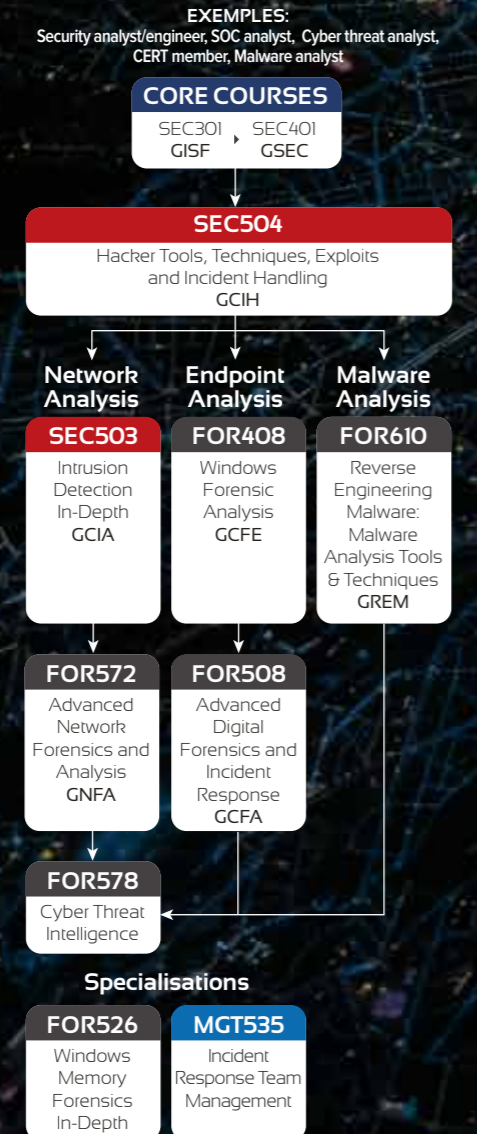 EXEMPLES:
Security analyst/engineer, SOC analyst, Cyber threat analyst,
CERT member, Malware analyst
CORE COURSES
SEC301 SEC401
GISF GSEC
SEC504
Hacker Tools, Techniques, Exploits
and Incident Handling
GCIH
Network
Analysis
SEC503
Intrusion
Detection
In-Depth
GCIA
Endpoint
Analysis
FOR408
Windows
Forensic
Analysis
GCFE
Malware
Analysis
FOR610
Reverse
Engineering
Malware:
Malware
Analysis Tools
& Techniques
GREM
FOR572
Advanced
Network
Forensics and
Analysis
GNFA
FOR508
Advanced
Digital
Forensics and
Incident
Response
GCFA
FOR578
Cyber Threat
Intelligence
Specialisations
FOR526
Windows
Memory
Forensics
In-Depth
MGT535
Incident
Response Team
Management